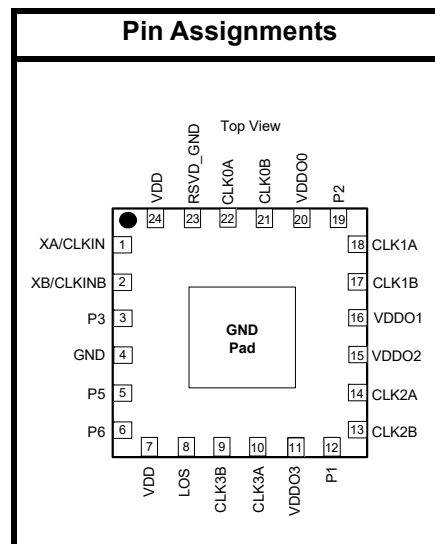 Pin Assignments
Top View
VDD
RSVD_GND
CLK0A
CLK0B
VDDO0
P2
24
23
22
21
20
19
XA/CLKIN 1
XB/CLKINB 2
P3 3
GND 4
P5 5
P6 6
18 CLK1A
17 CLK1B
16 VDDO1
15 VDDO2
14 CLK2A
13 CLK2B
GND
Pad
7
8
9
10
11
12
VDD
LOS
CLK3B
CLK3A
VDDO3
P1